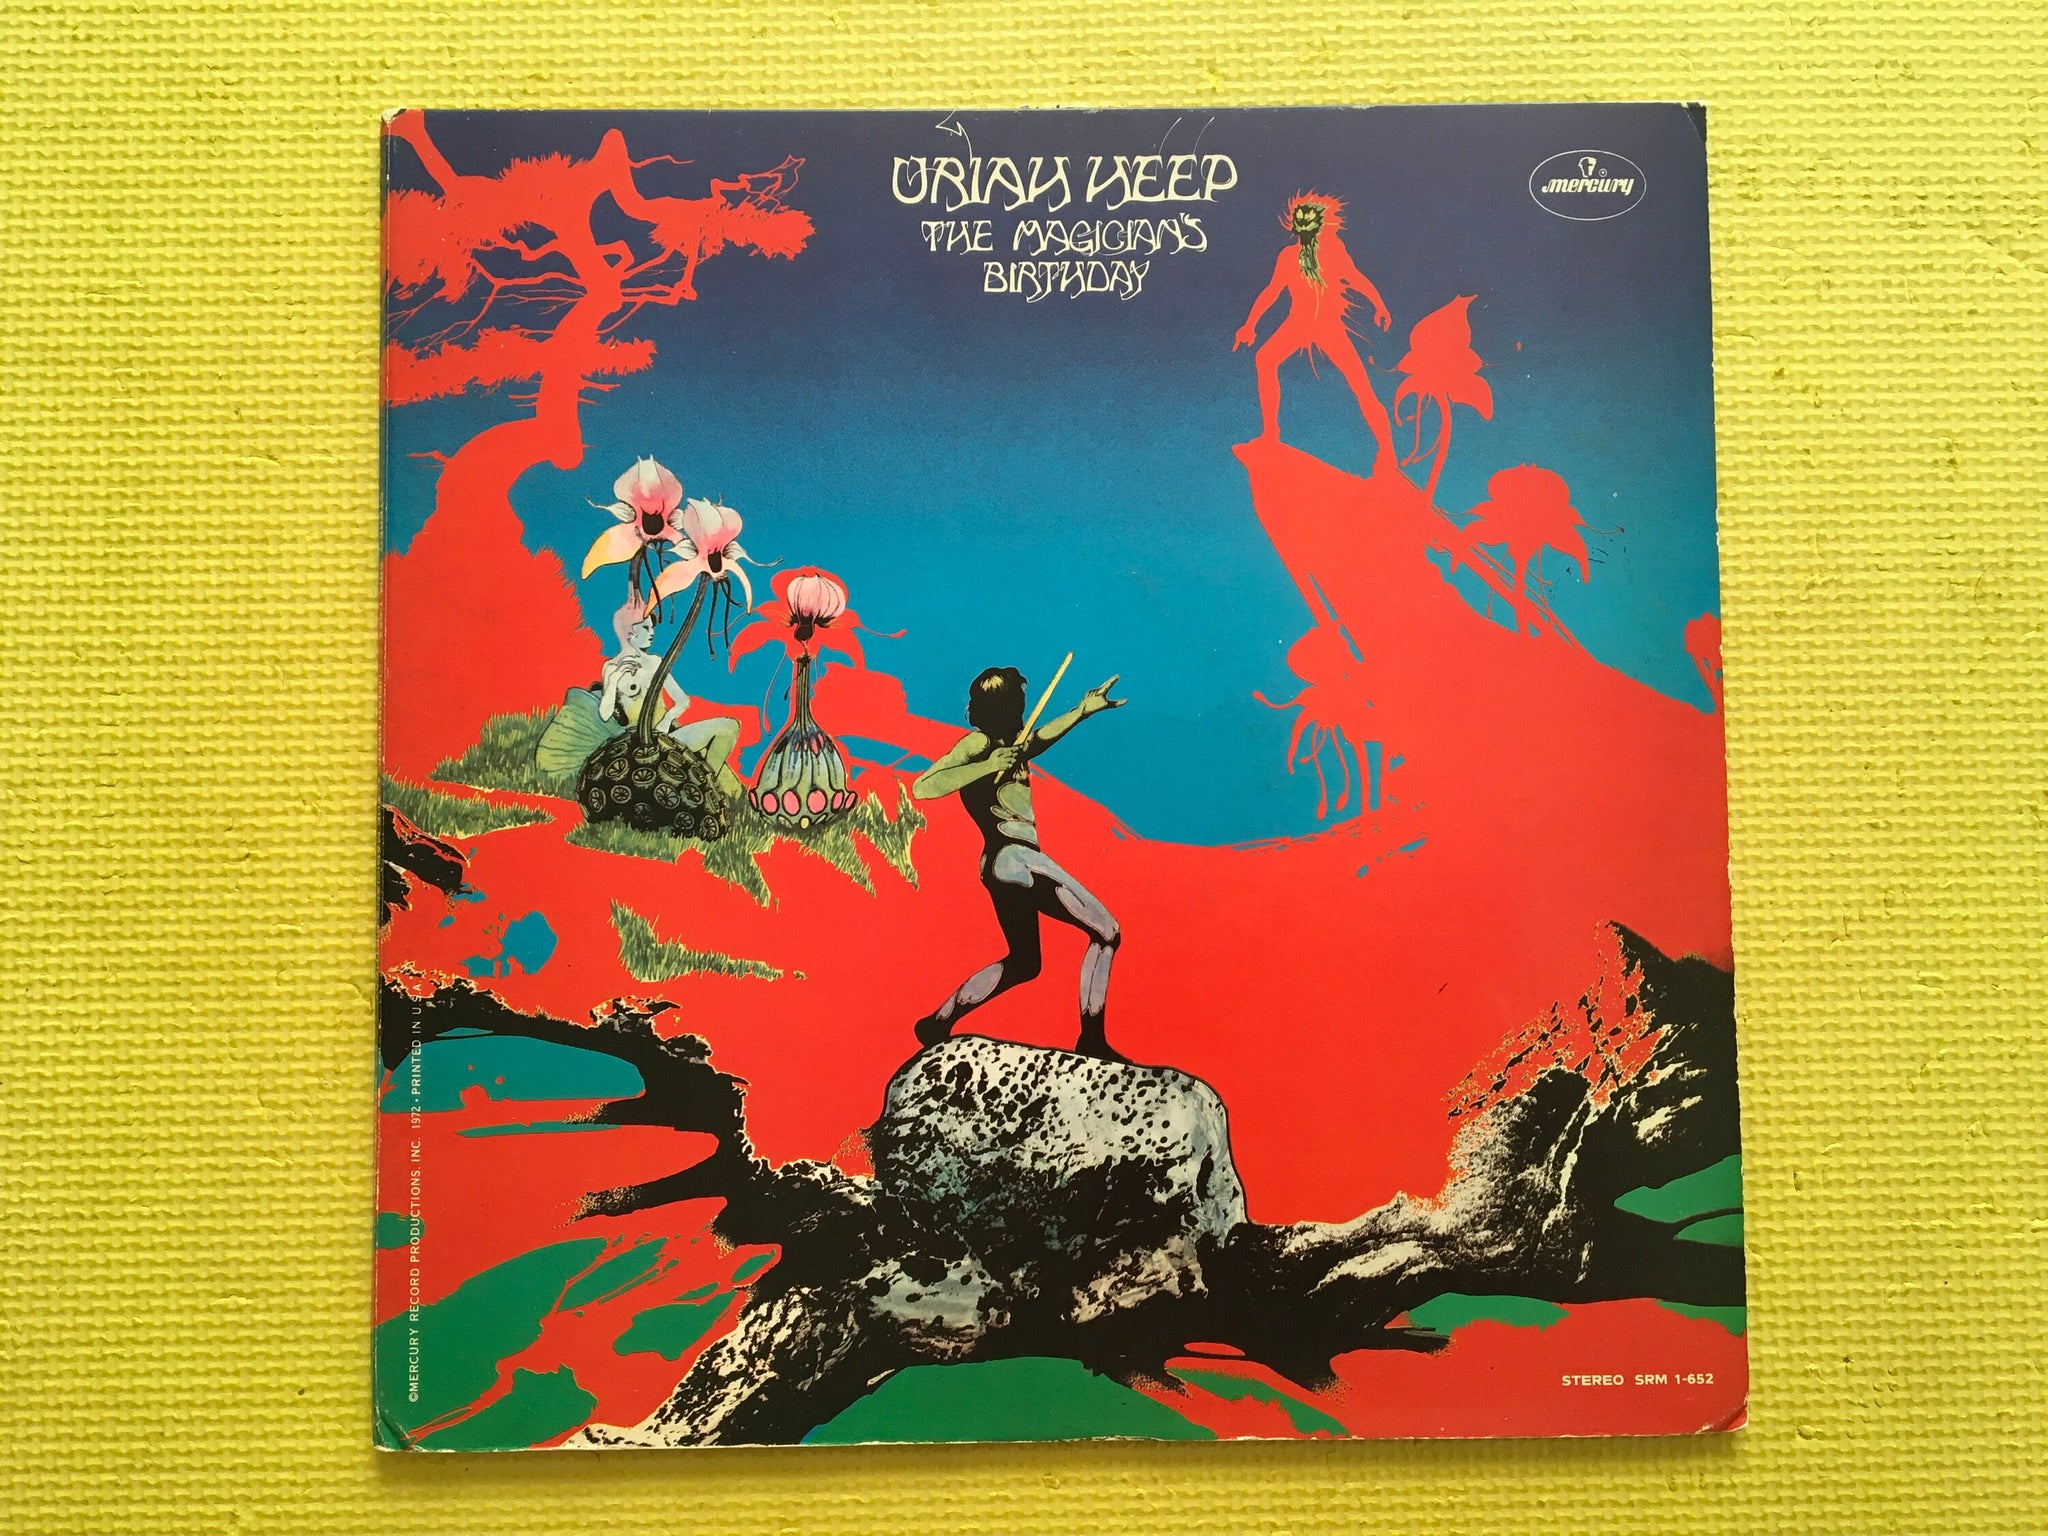 URIAH HEEP
THE MAGICIAN'S
BIRTHDAY
mercury
®
©MERCURY RECORD PRODUCTIONS, INC. 1972 • PRINTED IN U.S.A.
STEREO SRM 1-652